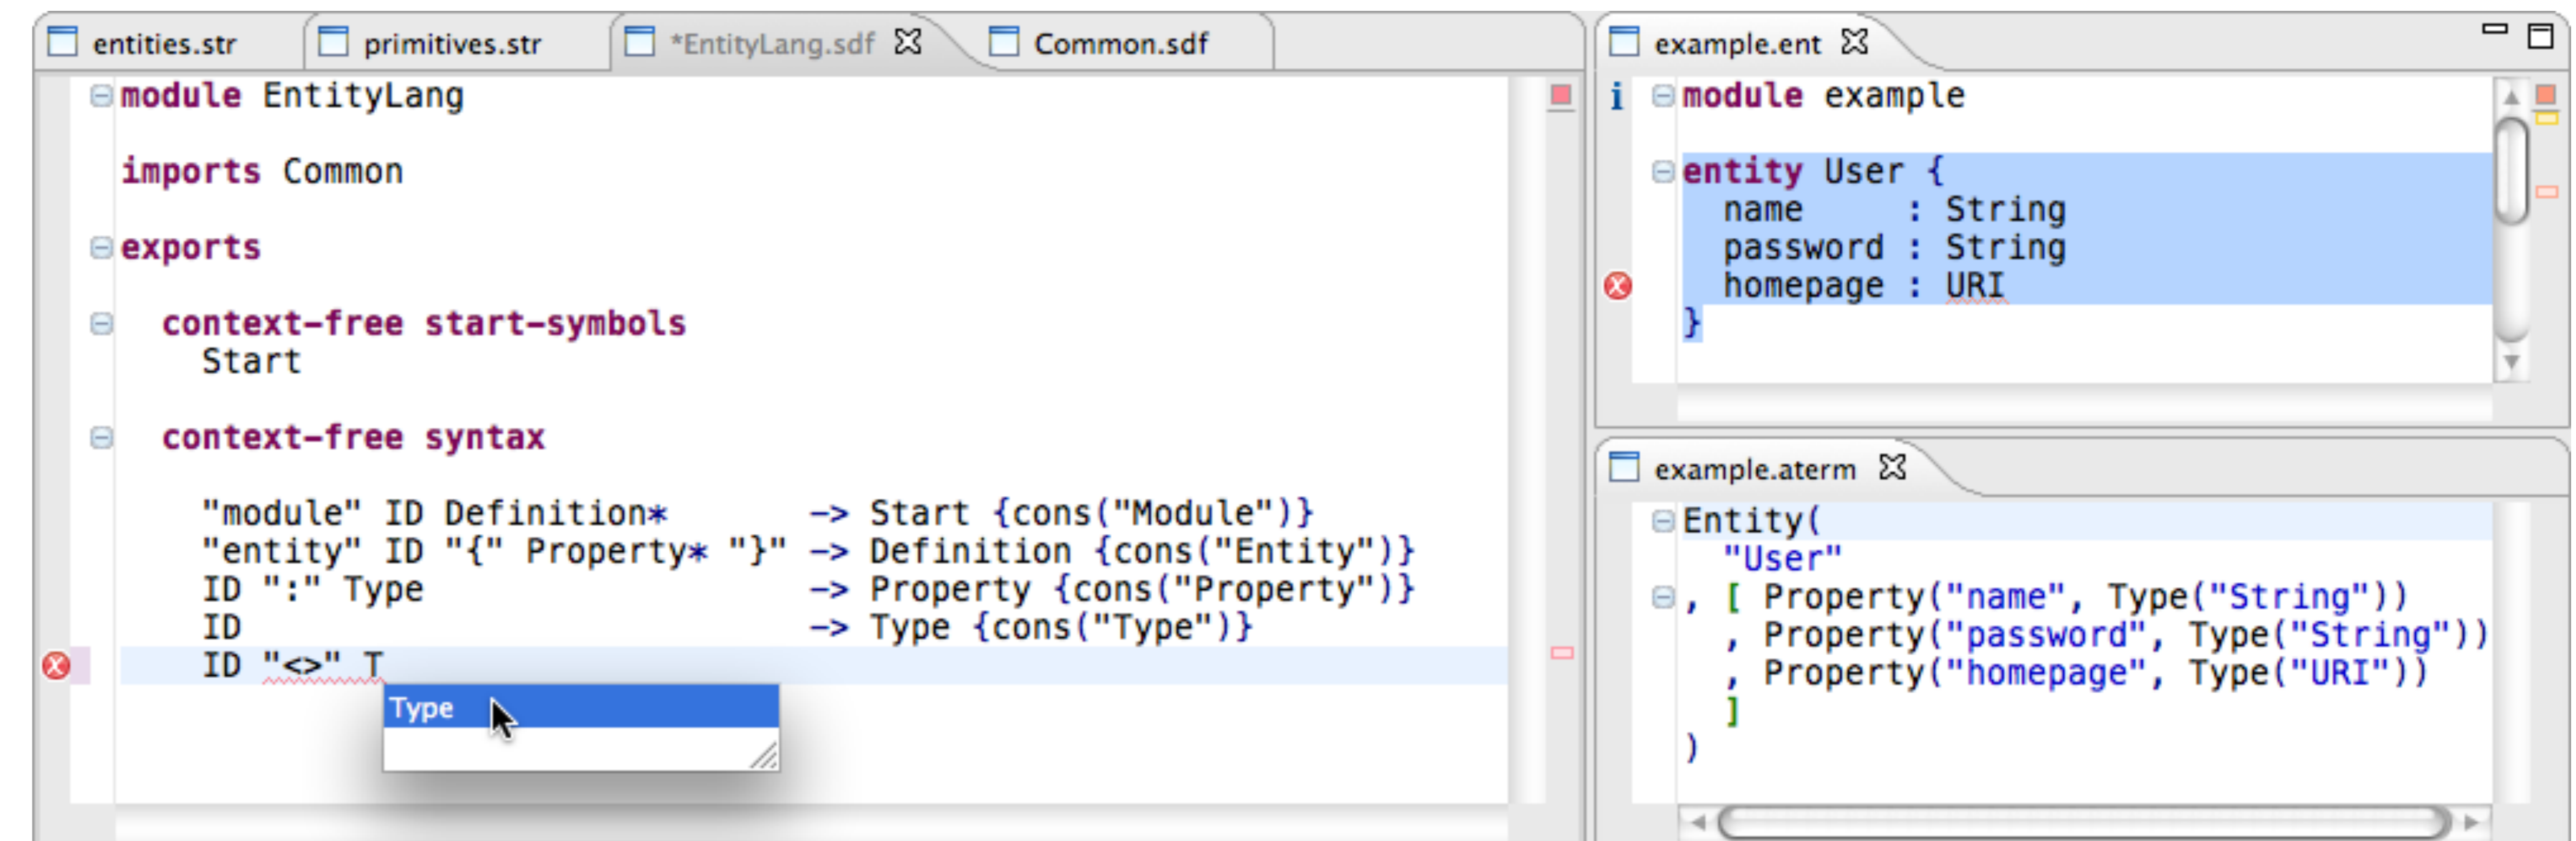 entities.str primitives.str *EntityLang.sdf Common.sdf
module EntityLang
imports Common
exports
context-free start-symbols
Start
context-free syntax
"module" ID Definition* -> Start {cons("Module")}
"entity" ID "{" Property* "}" -> Definition {cons("Entity")}
ID ":" Type -> Property {cons("Property")}
ID -> Type {cons("Type")}
ID "<>" T
Type
example.ent
i
module example
entity User {
name : String
password : String
homepage : URI
}
example.aterm
Entity(
"User"
, [ Property("name", Type("String"))
, Property("password", Type("String"))
, Property("homepage", Type("URI"))
]
)